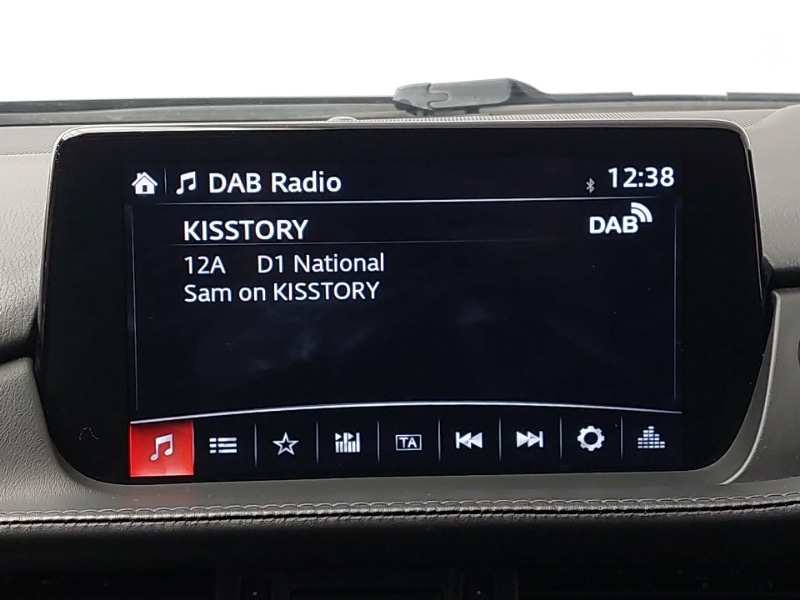 DAB Radio 12:38
KISSTORY DAB
12A D1 National
Sam on KISSTORY
TA